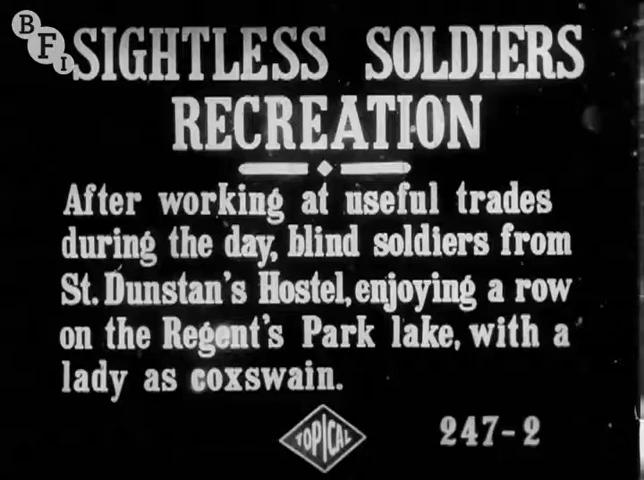 BFI
SIGHTLESS SOLDIERS
RECREATION
After working at useful trades
during the day, blind soldiers from
St. Dunstan's Hostel, enjoying a row
on the Regent's Park lake, with a
lady as coxswain.
TOPICAL
247-2